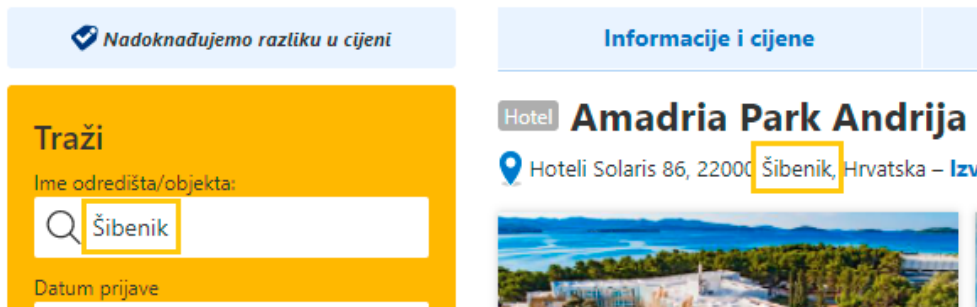 Nadoknađujemo razliku u cijeni
Informacije i cijene
Traži
Ime odredišta/objekta:
Šibenik
Datum prijave
Hotel Amadria Park Andrija
Hoteli Solaris 86, 22000 Šibenik, Hrvatska –